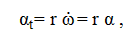 αₜ= r ω̇ = r α ,